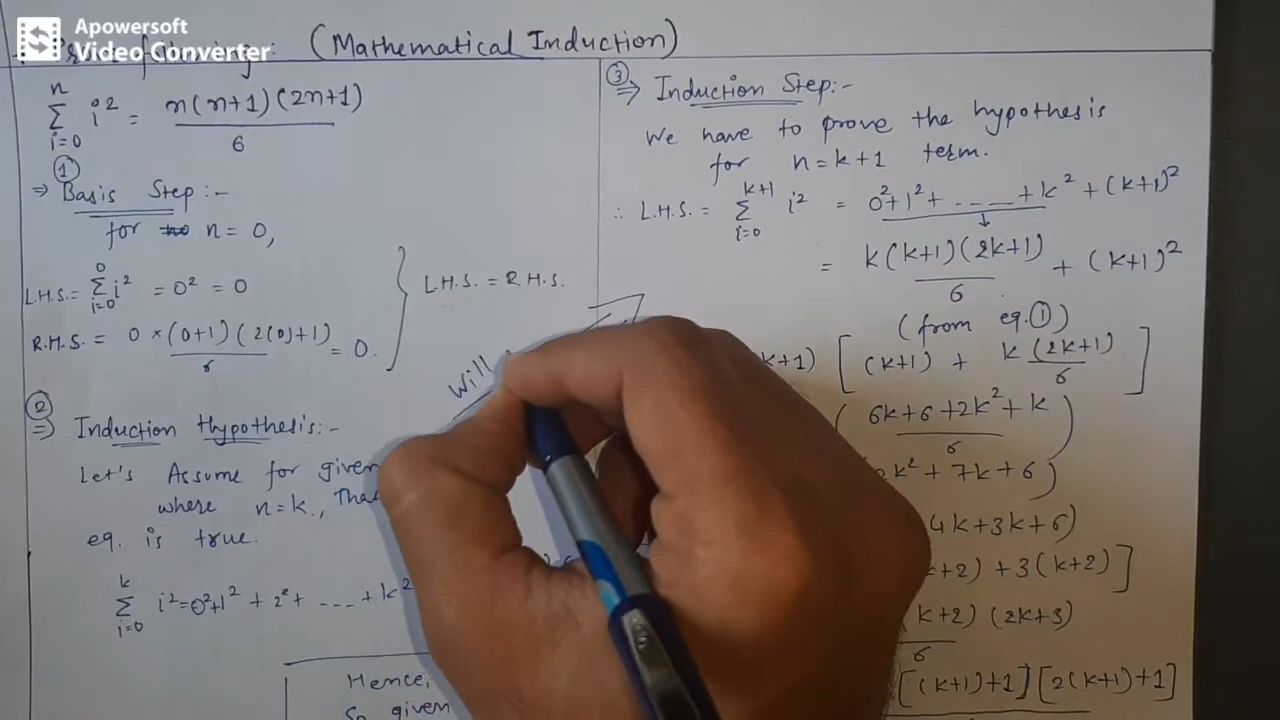 Apowersoft
Video Converter
(Mathematical Induction)
n
∑ i² = n(n+1)(2n+1)
i=0 6
①
⇒ Basis Step:-
for n = 0,
0
L.H.S. = ∑ i² = 0² = 0
i=0
R.H.S. = 0 × (0+1) (2(0)+1) = 0.
6
L.H.S. = R.H.S.
②
⇒ Induction Hypothesis:-
Let's Assume for given
where n=k.,
eq. is true.
k
∑ i²=0²+1² + 2² + --- + k²
i=0
Hence,
So given
will
③
⇒ Induction Step:-
We have to prove the hypothesis
for n=k+1 term.
k+1
∴ L.H.S. = ∑ i² = 0²+1²+ ---- +k² +(k+1)²
i=0
= k(k+1)(2k+1) + (k+1)²
6
(from eq.①)
k+1) [ (k+1) + k (2k+1) ]
6
( 6k+6+2k²+k )
6
k² + 7k + 6)
4k+3k+6)
+2) + 3(k+2) ]
k+2) (2k+3)
6
[(k+1)+1] [2(k+1)+1]